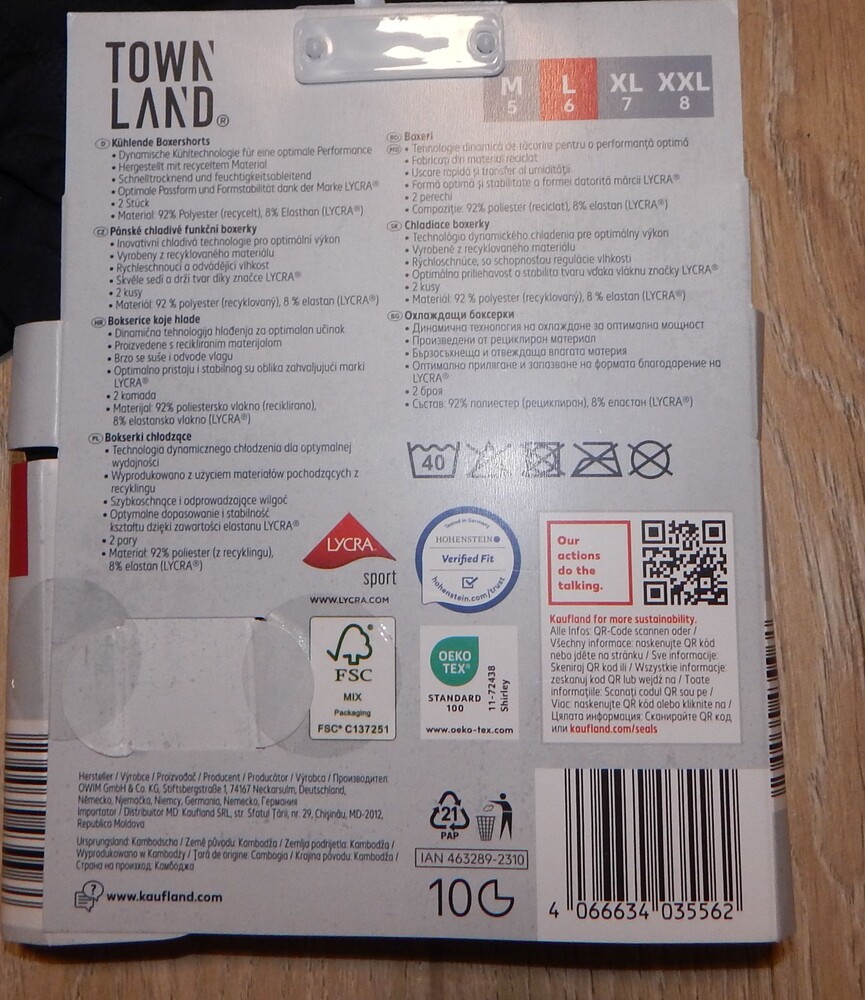 TOWN
LAND®
M L XL XXL
5 6 7 8
D Kühlende Boxershorts
• Dynamische Kühltechnologie für eine optimale Performance
• Hergestellt mit recyceltem Material
• Schnelltrocknend und feuchtigkeitsableitend
• Optimale Passform und Formstabilität dank der Marke LYCRA®
• 2 Stück
• Material: 92% Polyester (recycelt), 8% Elasthan (LYCRA®)
CZ Pánské chladivé funkční boxerky
• Inovativní chladivá technologie pro optimální výkon
• Vyrobeny z recyklovaného materiálu
• Rychleschnoucí a odvádějící vlhkost
• Skvěle sedí a drží tvar díky značce LYCRA®
• 2 kusy
• Materiál: 92 % polyester (recyklovaný), 8 % elastan (LYCRA®)
HR Bokserice koje hlade
• Dinamična tehnologija hlađenja za optimalan učinak
• Proizvedene s recikliranim materijalom
• Brzo se suše i odvode vlagu
• Optimalno pristaju i stabilnog su oblika zahvaljujući marki
LYCRA®
• 2 komada
• Materijal: 92% poliestersko vlakno (reciklirano),
8% elastansko vlakno (LYCRA®)
PL Bokserki chłodzące
• Technologia dynamicznego chłodzenia dla optymalnej
wydajności
• Wyprodukowano z użyciem materiałów pochodzących z
recyklingu
• Szybkoschnące i odprowadzające wilgoć
• Optymalne dopasowanie i stabilność
kształtu dzięki zawartości elastanu LYCRA®
• 2 pary
• Materiał: 92% poliester (z recyklingu),
8% elastan (LYCRA®)
RO Boxeri
MD • Tehnologie dinamică de răcorire pentru o performanță optimă
• Fabricați din material reciclat
• Uscare rapidă și transfer al umidității
• Formă optimă și stabilitate a formei datorită mărcii LYCRA®
• 2 perechi
• Compoziție: 92% poliester (reciclat), 8% elastan (LYCRA®)
SK Chladiace boxerky
• Technológia dynamického chladenia pre optimálny výkon
• Vyrobené z recyklovaného materiálu
• Rýchloschnúce, so schopnosťou regulácie vlhkosti
• Optimálna priliehavosť a stabilita tvaru vďaka vláknu značky LYCRA®
• 2 kusy
• Materiál: 92 % polyester (recyklovaný), 8 % elastan (LYCRA®)
BG Охлаждащи боксерки
• Динамична технология на охлаждане за оптимална мощност
• Произведени от рециклиран материал
• Бързосъхнеща и отвеждаща влагата материя
• Оптимално прилягане и запазване на формата благодарение на
LYCRA®
• 2 броя
• Състав: 92% полиестер (рециклиран), 8% еластан (LYCRA®)
40
LYCRA
sport
WWW.LYCRA.COM
Tested in Germany
HOHENSTEIN
Verified Fit
hohenstein.com/trust
Our
actions
do the
talking.
Kaufland for more sustainability.
Alle Infos: QR-Code scannen oder /
Všechny informace: naskenujte QR kód
nebo jděte na stránku / Sve informacije:
Skeniraj QR kod ili / Wszystkie informacje:
zeskanuj kod QR lub wejdź na / Toate
informațiile: Scanați codul QR sau pe /
Viac: naskenujte QR kód alebo kliknite na /
Цялата информация: Сканирайте QR код
или kaufland.com/seals
FSC
MIX
Packaging
FSC® C137251
OEKO
TEX®
STANDARD
100
11-72438
Shirley
www.oeko-tex.com
Hersteller / Výrobce / Proizvođač / Producent / Producător / Výrobca / Производител:
OWIM GmbH & Co. KG, Stiftsbergstraße 1, 74167 Neckarsulm, Deutschland,
Německo, Njemačka, Niemcy, Germania, Nemecko, Германия
Importator / Distribuitor MD: Kaufland SRL, str. Sfatul Țării, nr. 29, Chișinău, MD-2012,
Republica Moldova
Ursprungsland: Kambodscha / Země původu: Kambodža / Zemlja podrijetla: Kambodža /
Wyprodukowano w Kambodży / Țară de origine: Cambogia / Krajina pôvodu: Kambodža /
Страна на произход: Камбоджа
www.kaufland.com
21
PAP
IAN 463289-2310
10
4 066634 035562